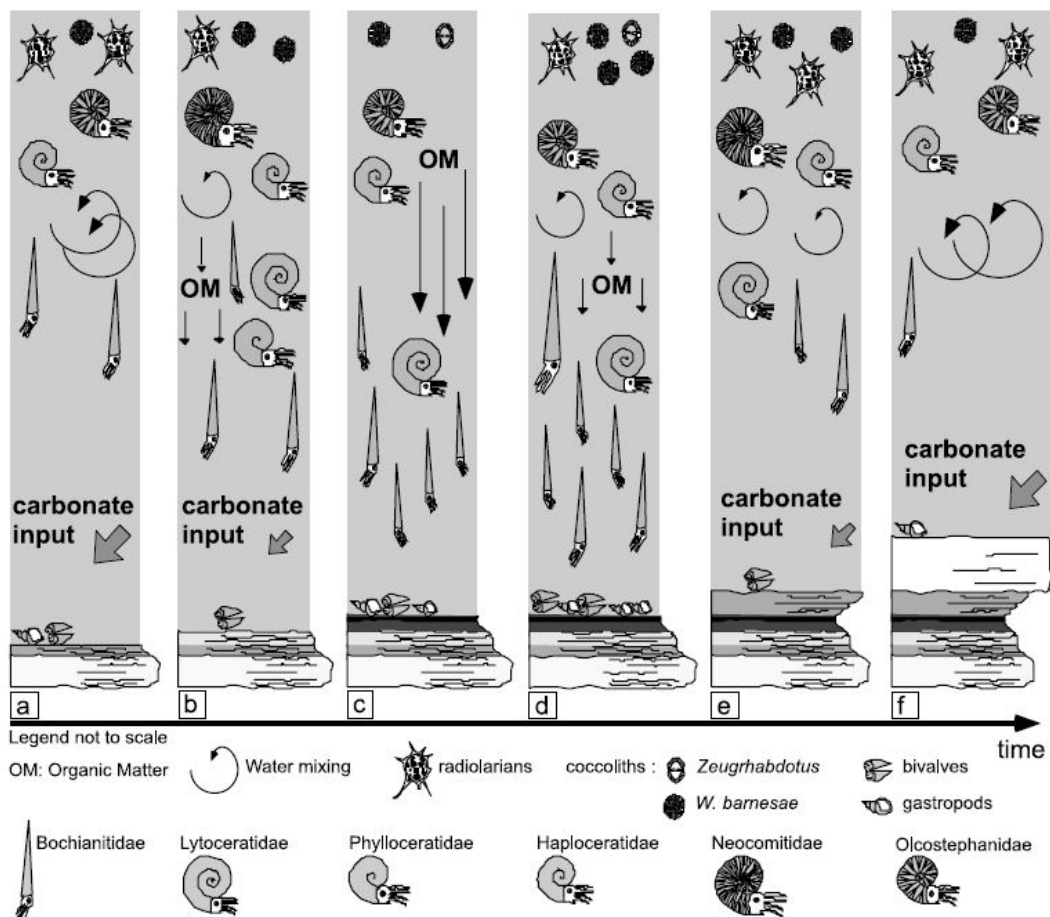 OM
OM
OM
carbonate
input
carbonate
input
carbonate
input
carbonate
input
a
b
c
d
e
f
time
Legend not to scale
OM: Organic Matter
Water mixing
radiolarians
coccoliths :
Zeugrhabdotus
W. barnesae
bivalves
gastropods
Bochianitidae
Lytoceratidae
Phylloceratidae
Haploceratidae
Neocomitidae
Olcostephanidae